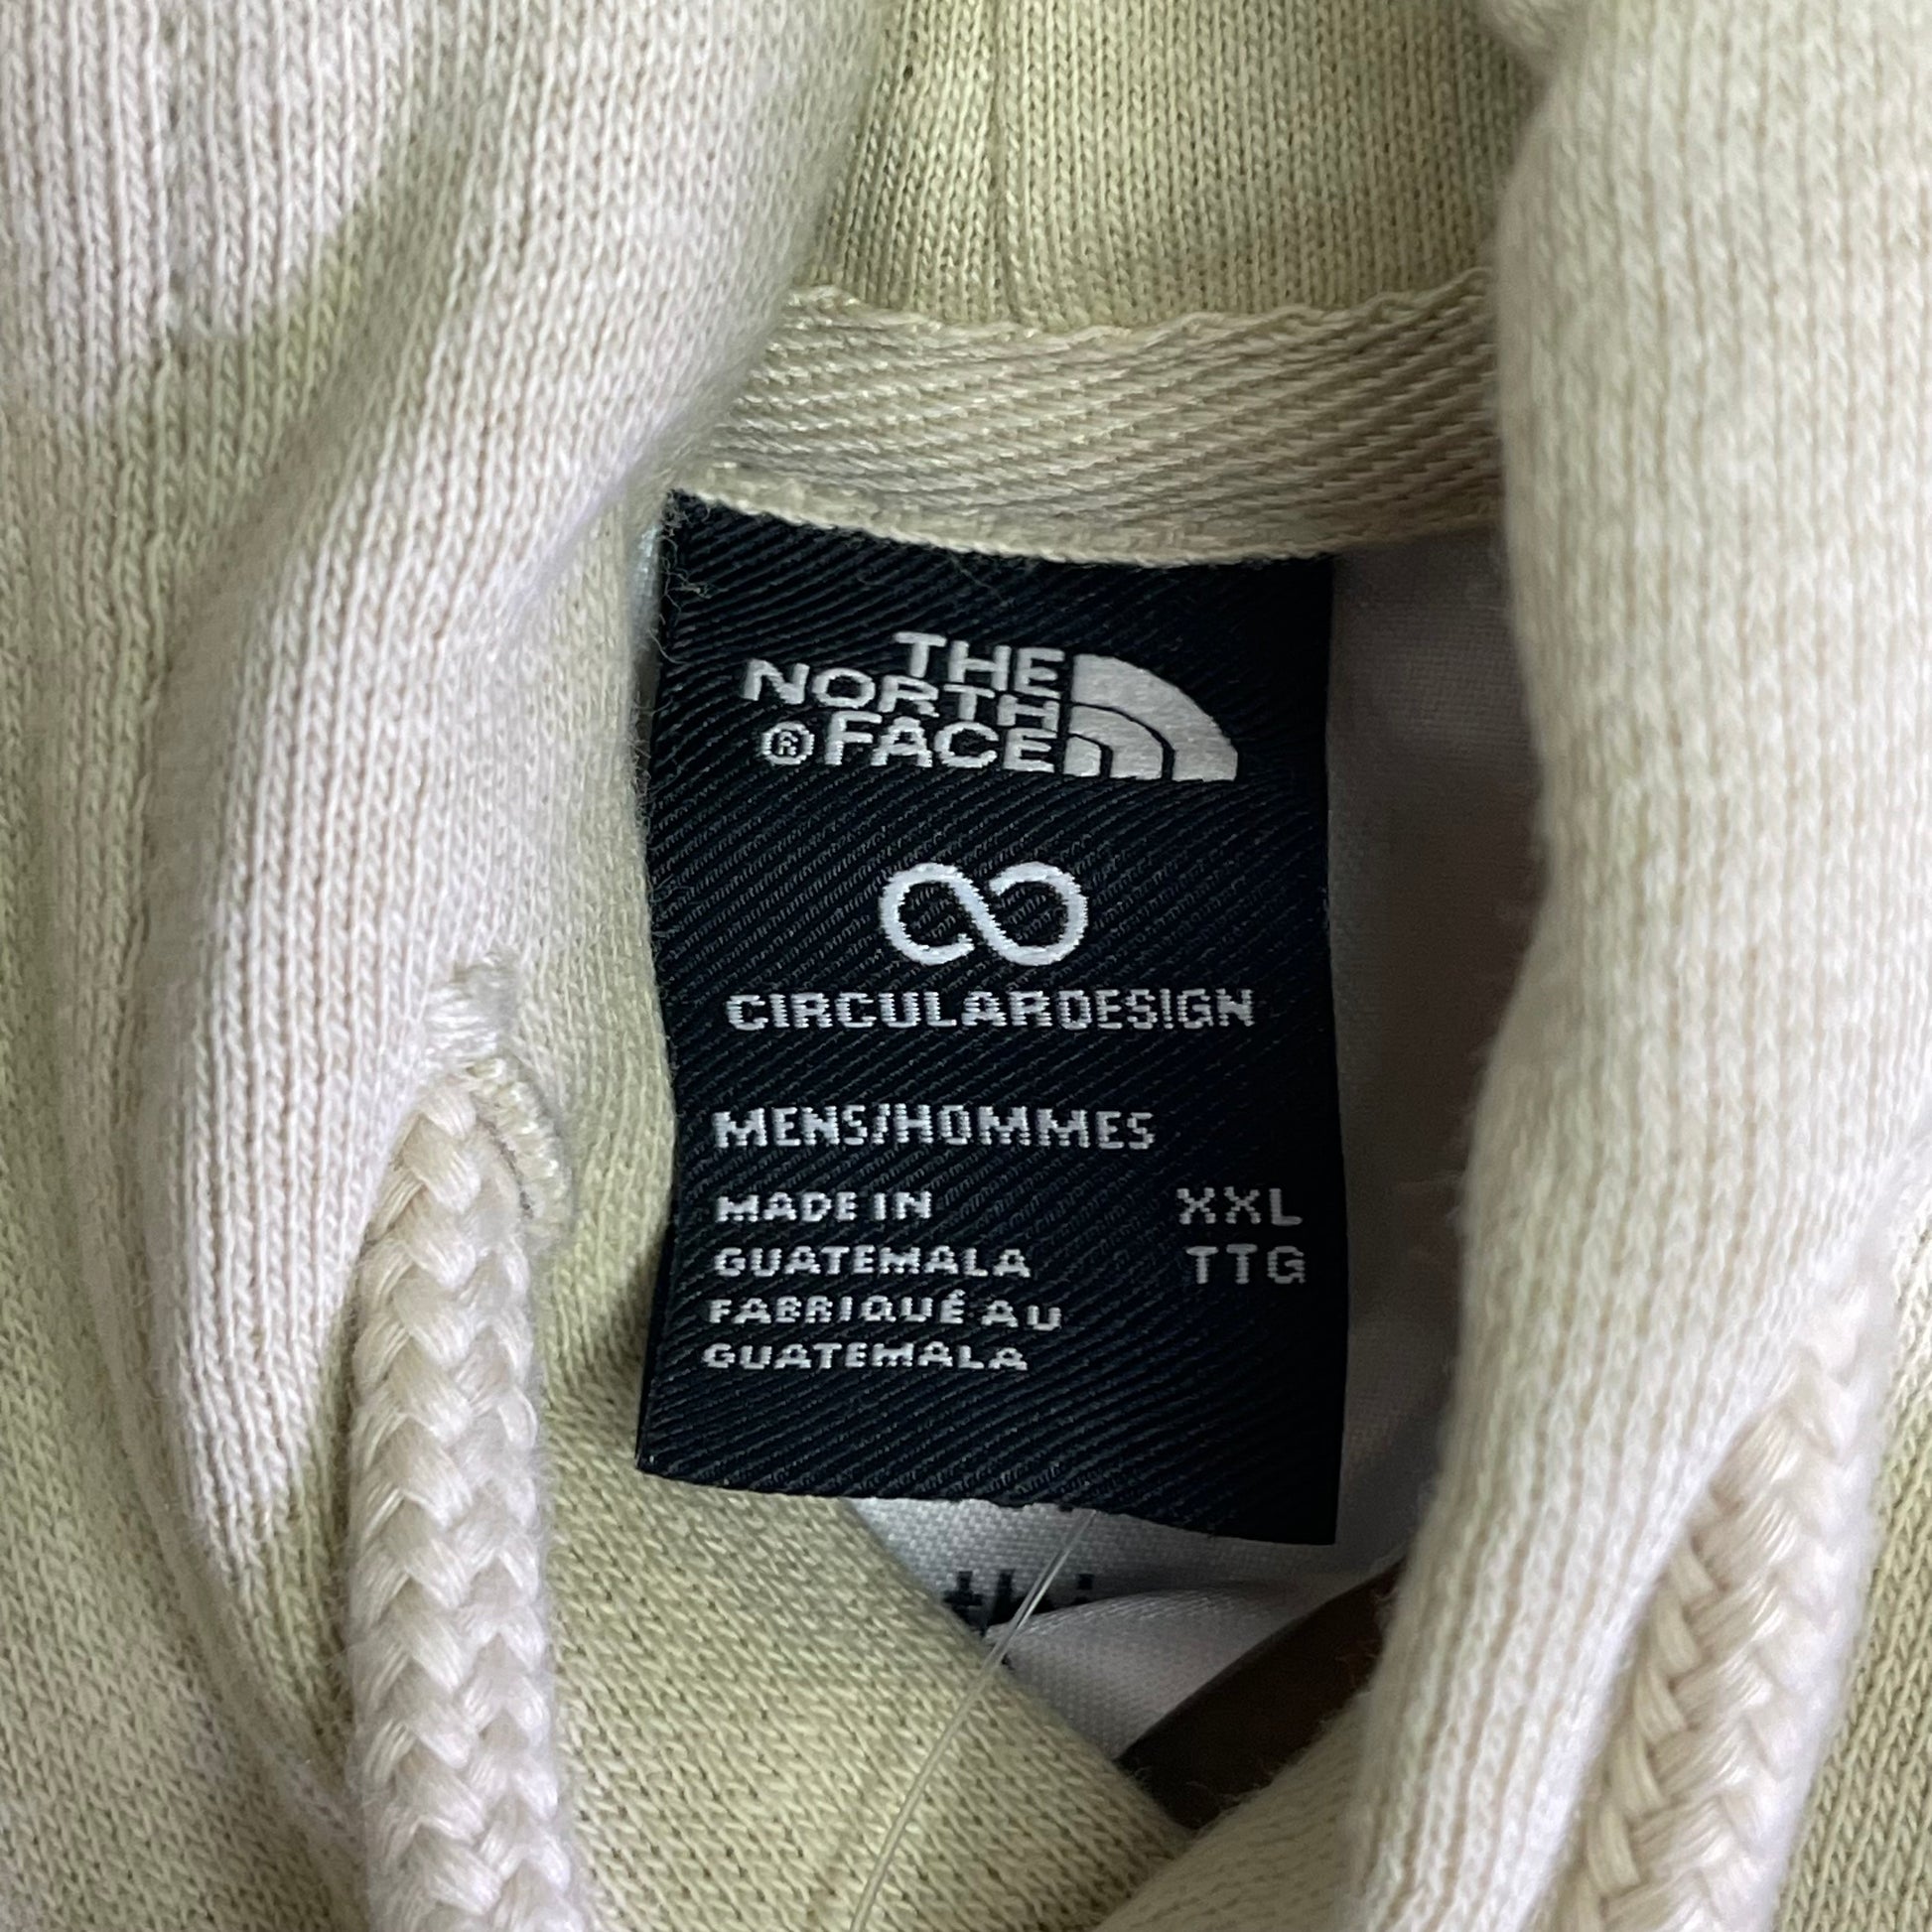 THE
NORTH
® FACE
CIRCULARDESIGN
MENS/HOMMES
MADE IN XXL
GUATEMALA TTG
FABRIQUÉ AU
GUATEMALA